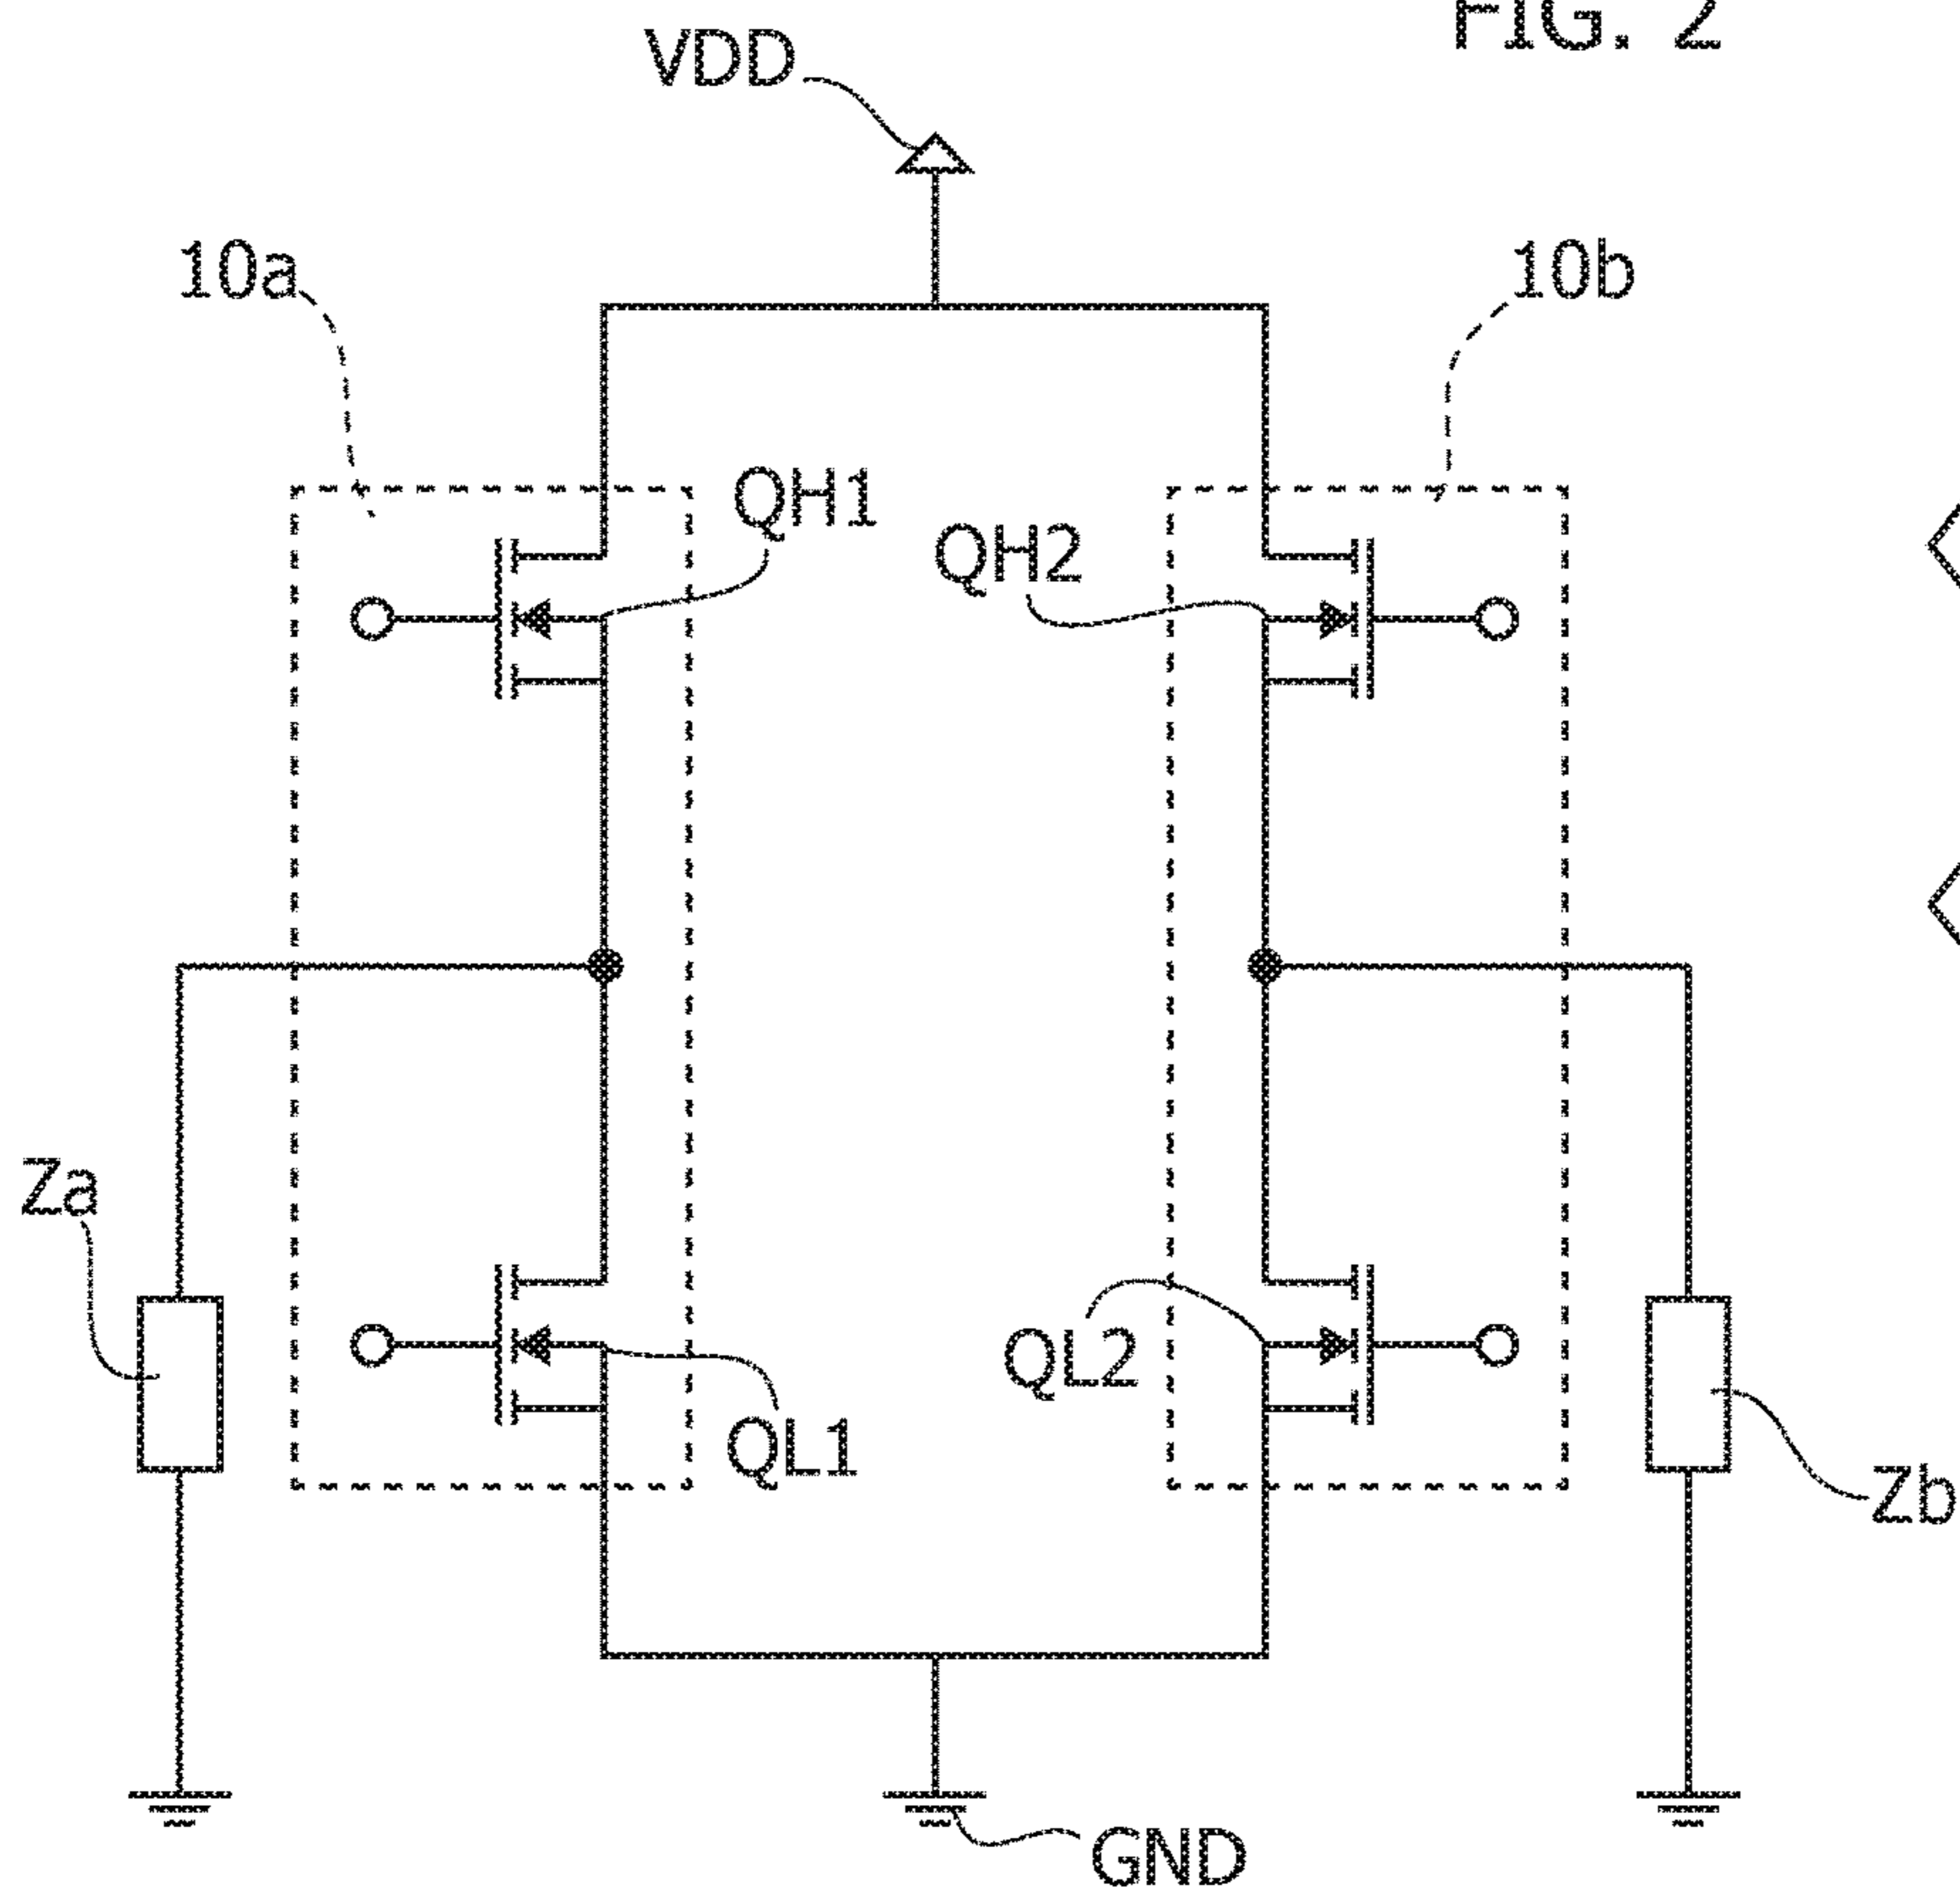 FIG. 2
VDD
10a
10b
QH1
QH2
Za
QL2
QL1
Zb
GND